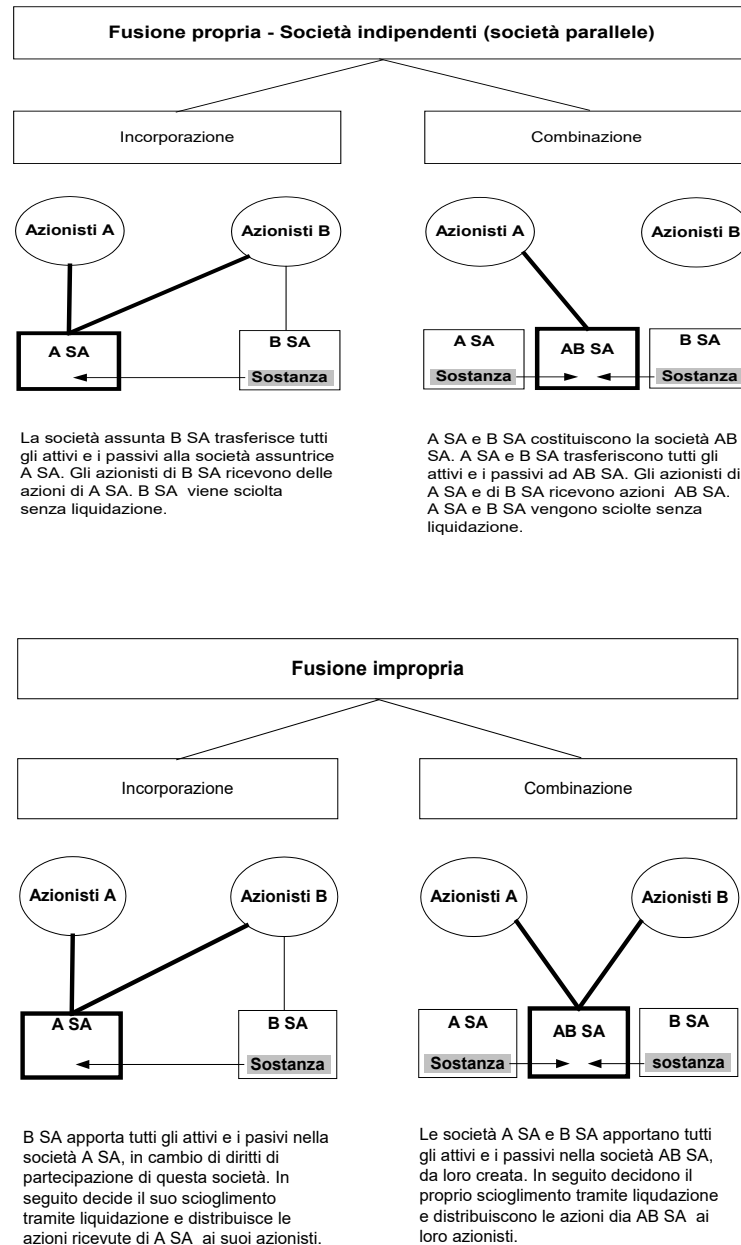 Fusione propria - Società indipendenti (società parallele)
Incorporazione
Combinazione
Azionisti A
Azionisti B
Azionisti A
Azionisti B
A SA
B SA
Sostanza
A SA
AB SA
B SA
Sostanza
Sostanza
La società assunta B SA trasferisce tutti
gli attivi e i passivi alla società assuntrice
A SA. Gli azionisti di B SA ricevono delle
azioni di A SA. B SA viene sciolta
senza liquidazione.
A SA e B SA costituiscono la società AB
SA. A SA e B SA trasferiscono tutti gli
attivi e i passivi ad AB SA. Gli azionisti di
A SA e di B SA ricevono azioni AB SA.
A SA e B SA vengono sciolte senza
liquidazione.
Fusione impropria
Incorporazione
Combinazione
Azionisti A
Azionisti B
Azionisti A
Azionisti B
A SA
B SA
Sostanza
A SA
AB SA
B SA
Sostanza
sostanza
B SA apporta tutti gli attivi e i pasivi nella
società A SA, in cambio di diritti di
partecipazione di questa società. In
seguito decide il suo scioglimento
tramite liquidazione e distribuisce le
azioni ricevute di A SA ai suoi azionisti.
Le società A SA e B SA apportano tutti
gli attivi e i passivi nella società AB SA,
da loro creata. In seguito decidono il
proprio scioglimento tramite liqudazione
e distribuiscono le azioni dia AB SA ai
loro azionisti.